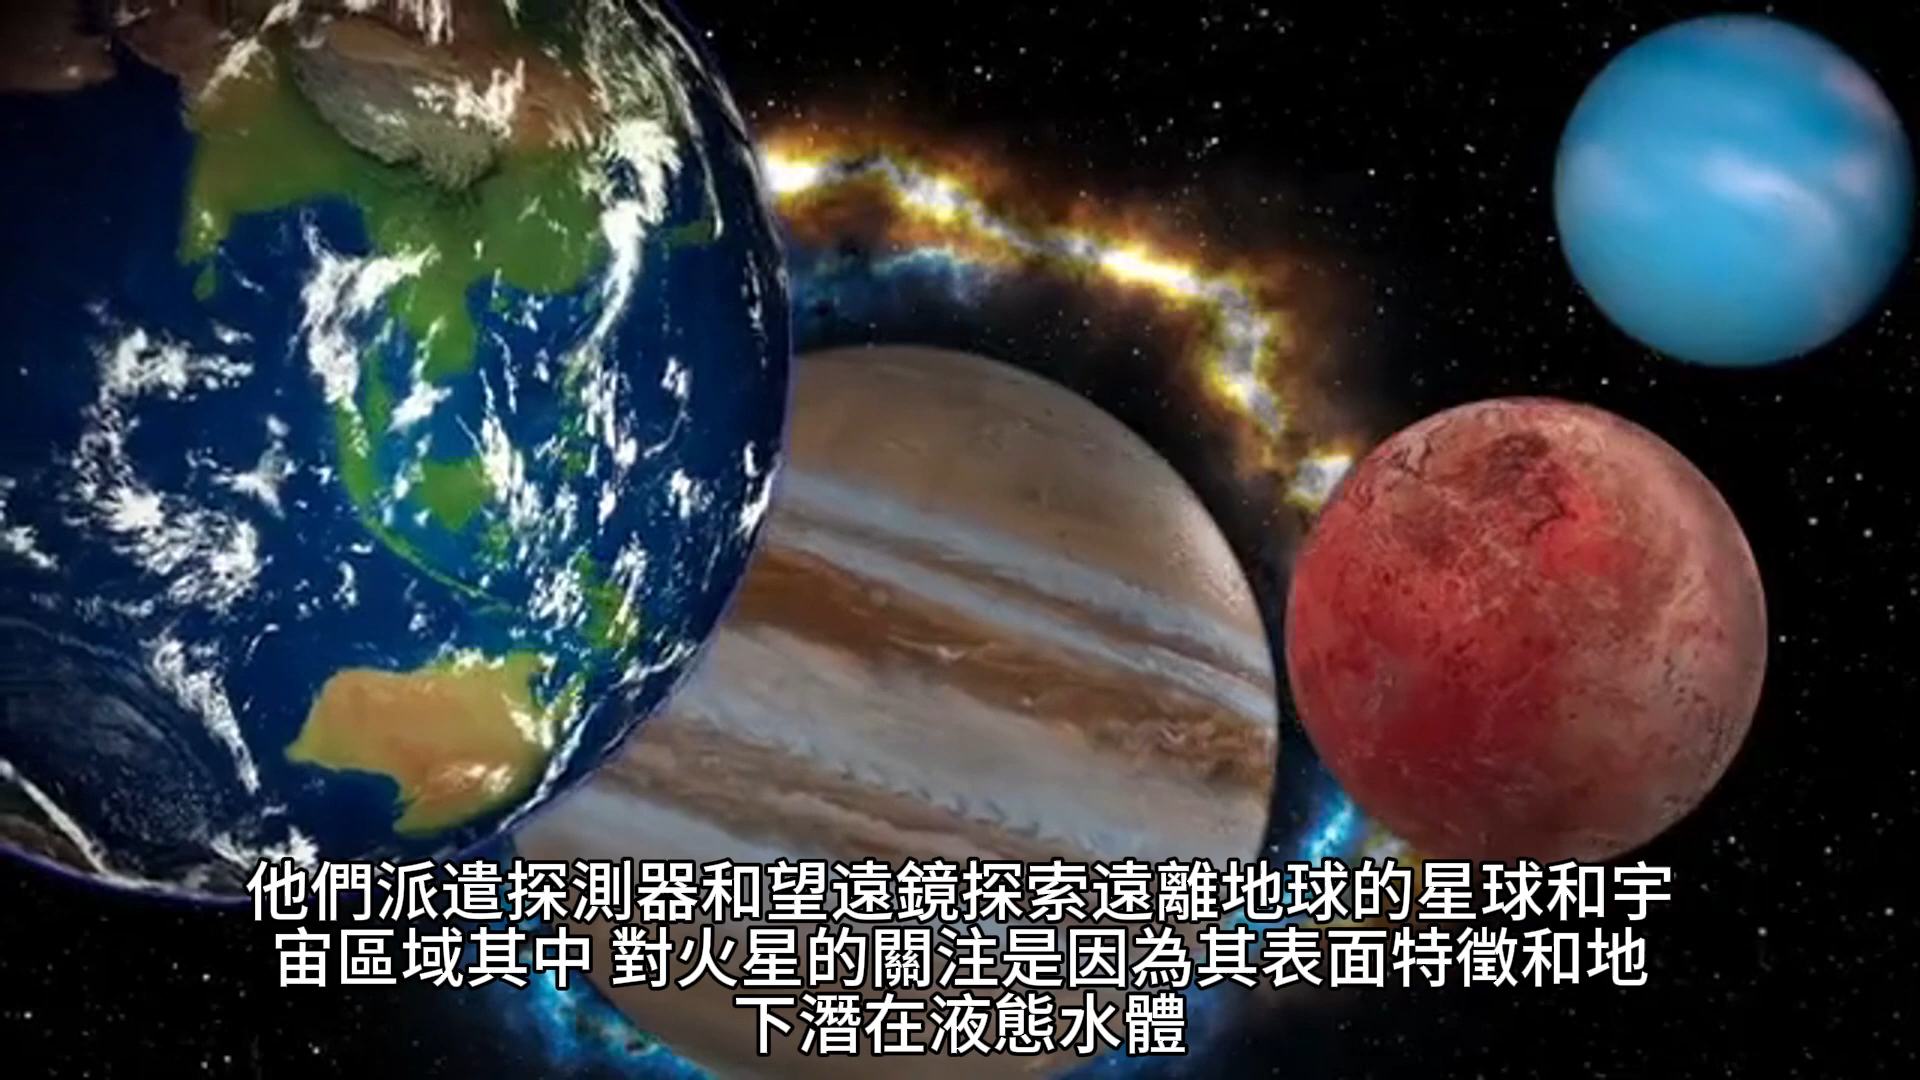 他們派遣探測器和望遠鏡探索遠離地球的星球和宇
宙區域其中 對火星的關注是因為其表面特徵和地
下潛在液態水體